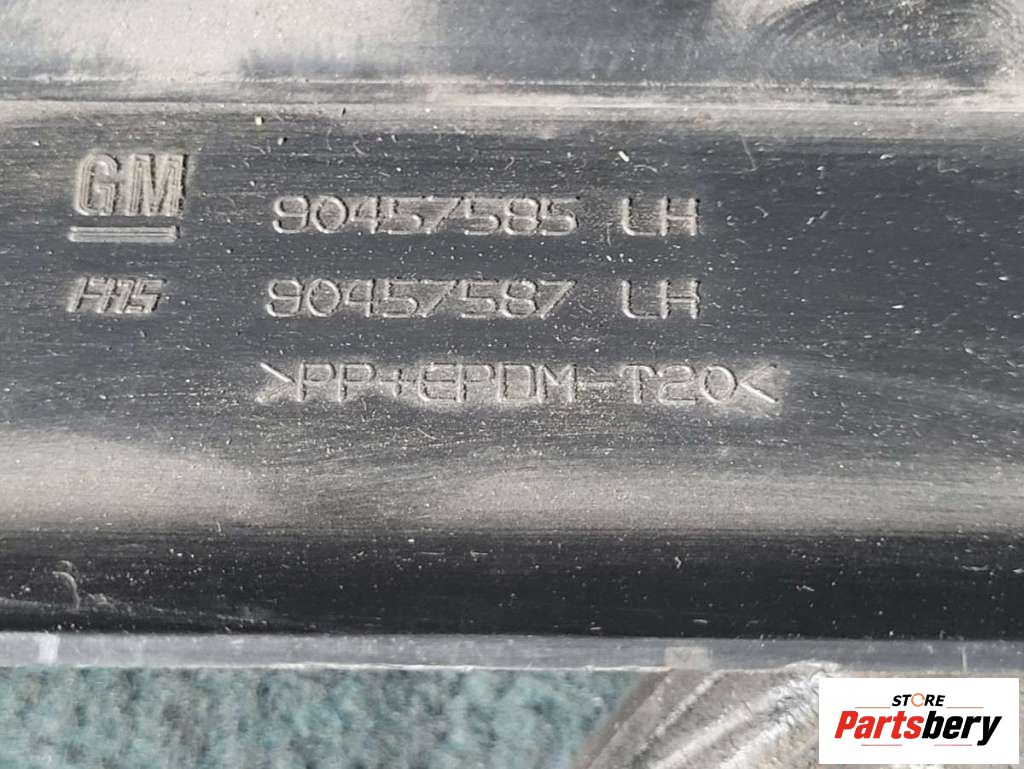 GM
90457585 LH
90457587 LH
>PP+EPDM-T20<
STORE
Partsbery